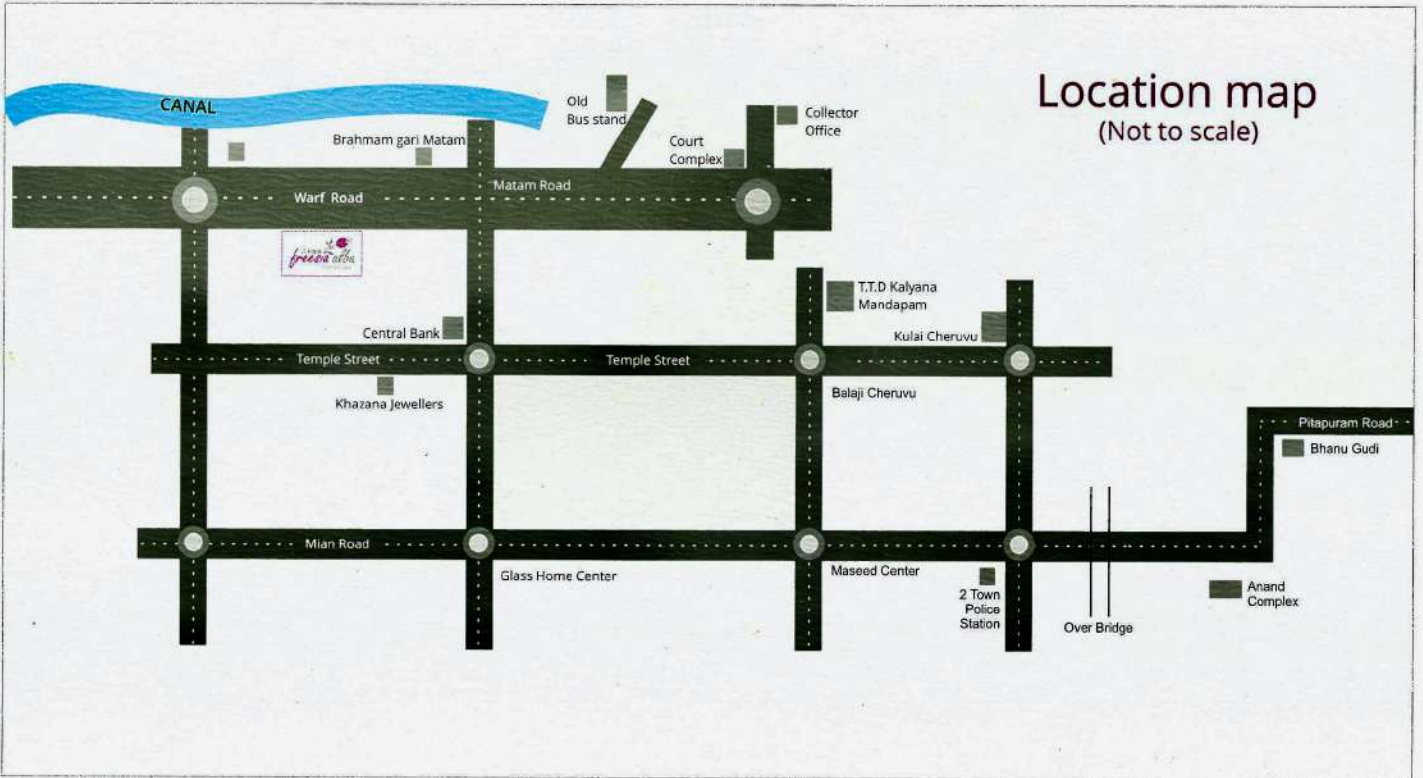 Location map
(Not to scale)
CANAL
Old
Bus stand
Collector
Office
Brahmam gari Matam
Court
Complex
Matam Road
Warf Road
freesia alba
T.T.D Kalyana
Mandapam
Central Bank
Kulai Cheruvu
Temple Street
Temple Street
Balaji Cheruvu
Khazana Jewellers
Pitapuram Road
Bhanu Gudi
Mian Road
Glass Home Center
Maseed Center
2 Town
Police
Station
Anand
Complex
Over Bridge